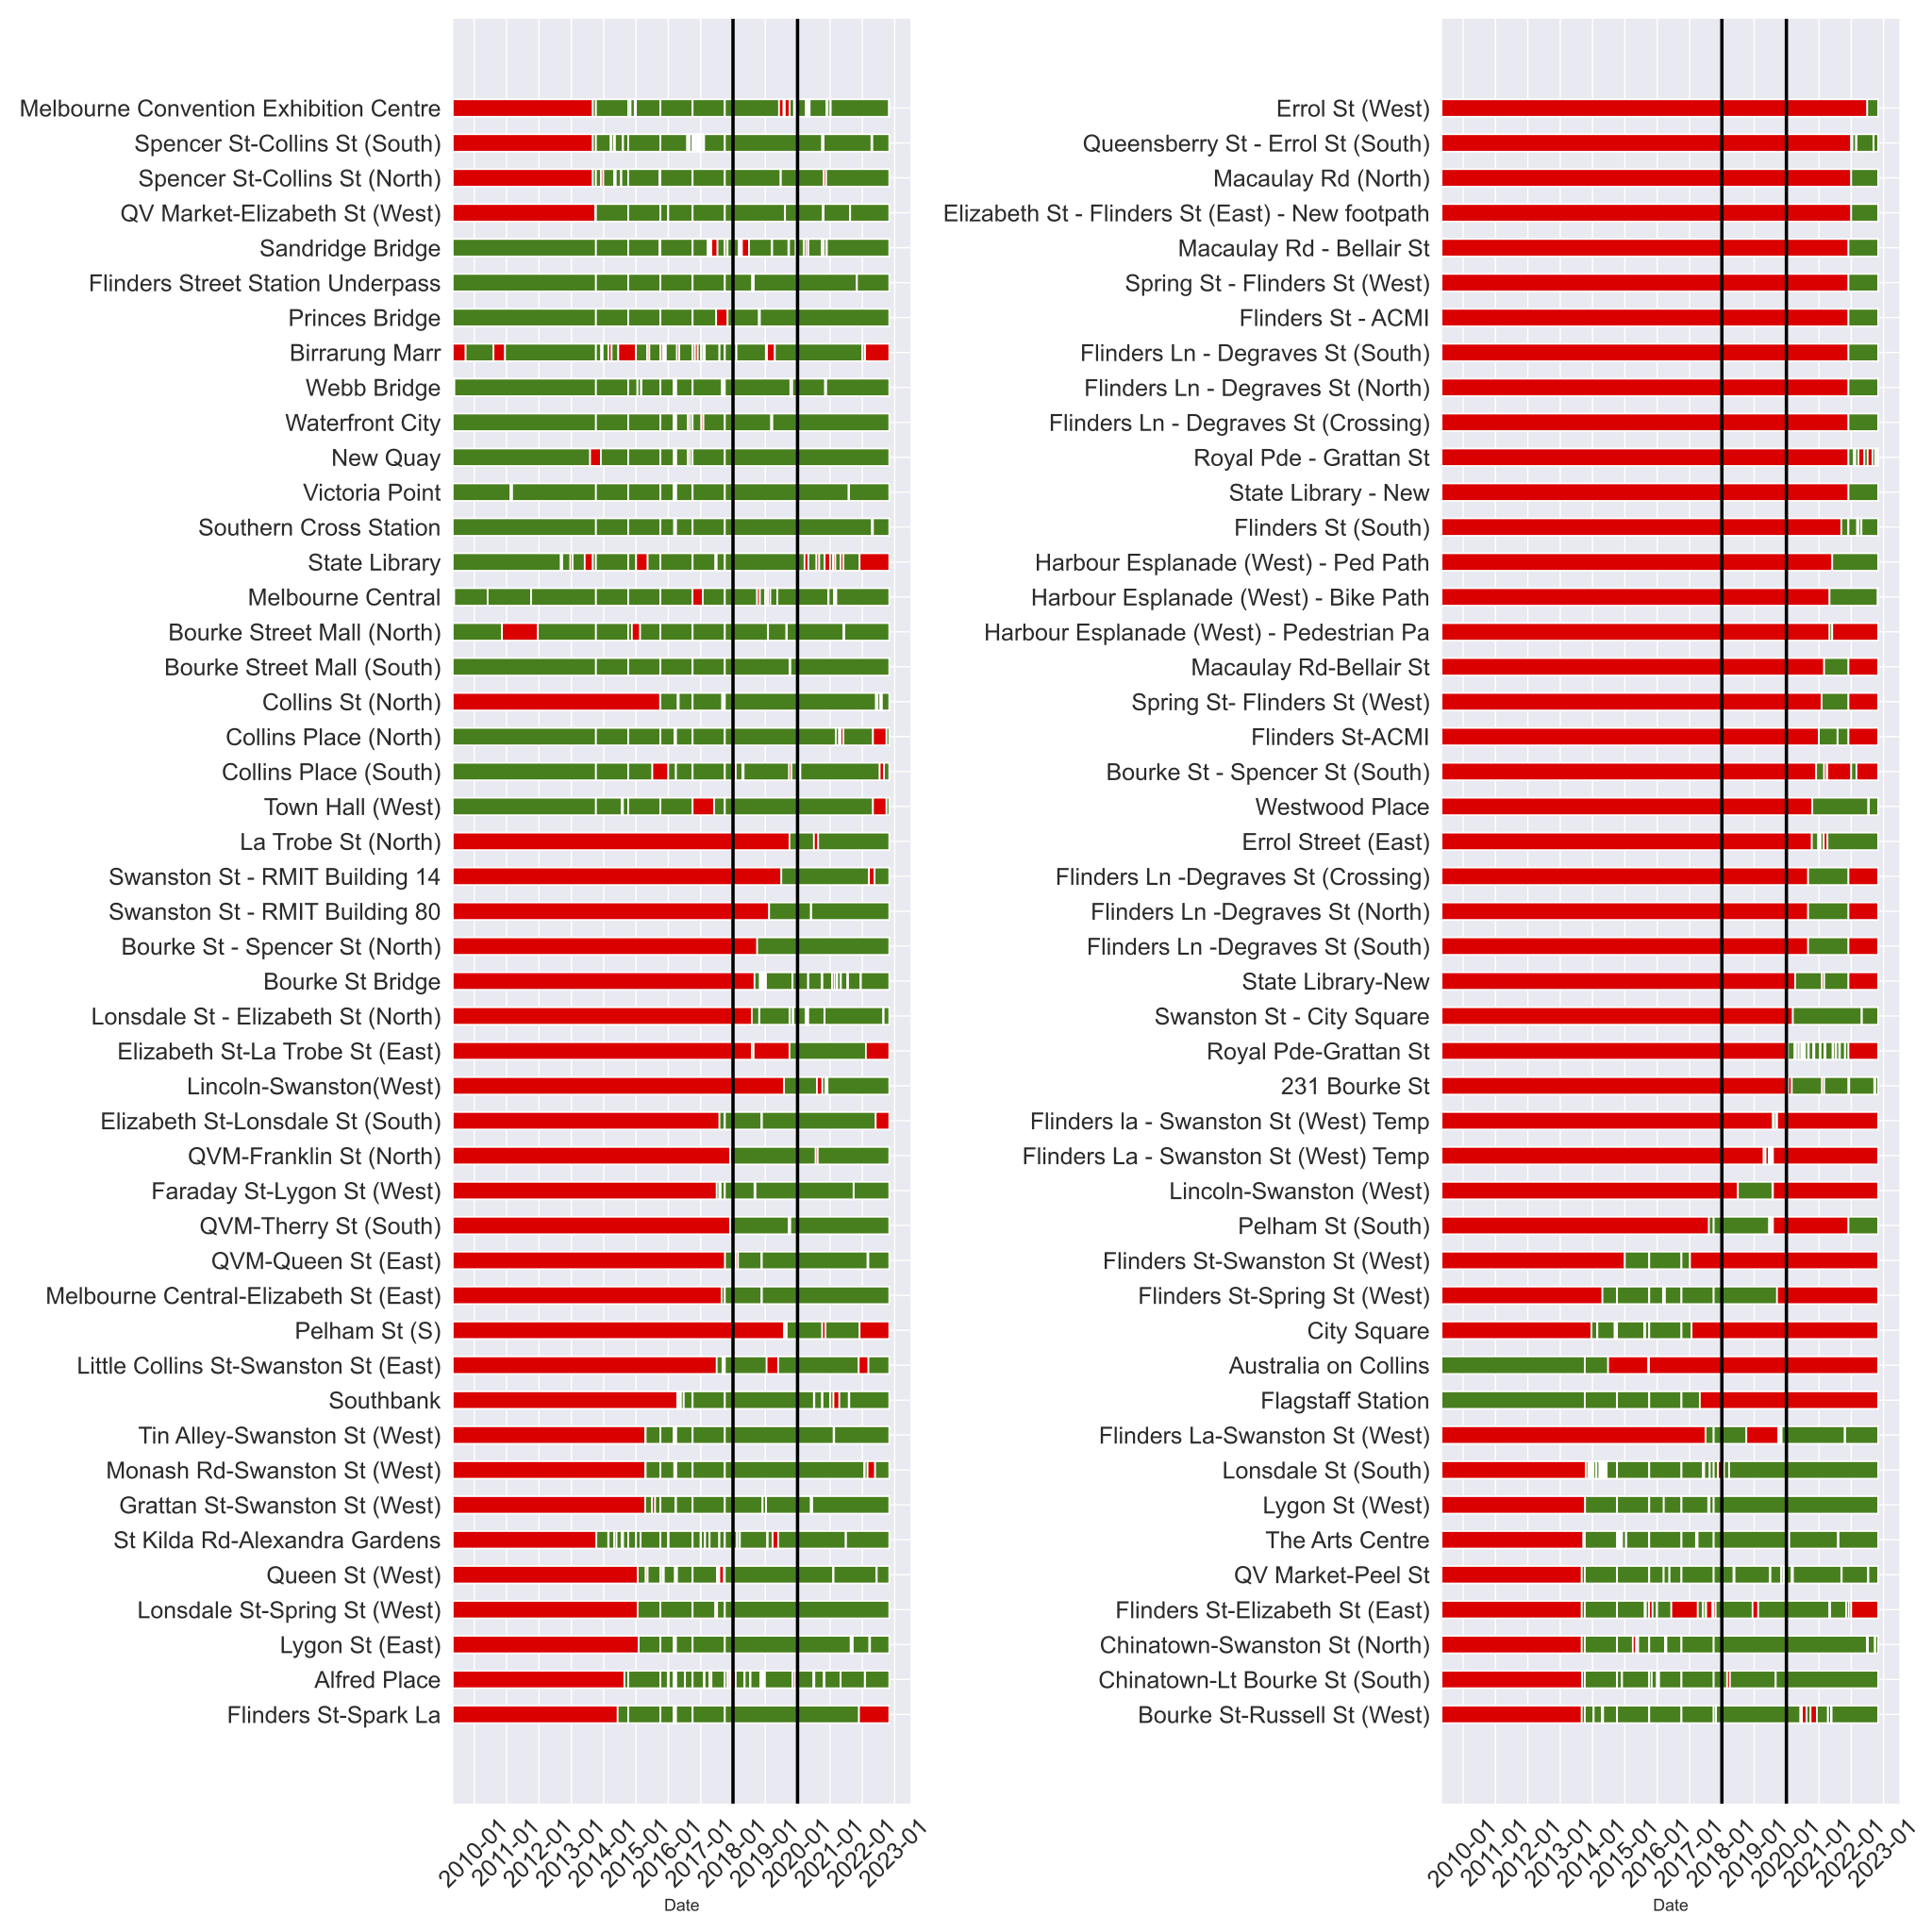 Melbourne Convention Exhibition Centre
Spencer St-Collins St (South)
Spencer St-Collins St (North)
QV Market-Elizabeth St (West)
Sandridge Bridge
Flinders Street Station Underpass
Princes Bridge
Birrarung Marr
Webb Bridge
Waterfront City
New Quay
Victoria Point
Southern Cross Station
State Library
Melbourne Central
Bourke Street Mall (North)
Bourke Street Mall (South)
Collins St (North)
Collins Place (North)
Collins Place (South)
Town Hall (West)
La Trobe St (North)
Swanston St - RMIT Building 14
Swanston St - RMIT Building 80
Bourke St - Spencer St (North)
Bourke St Bridge
Lonsdale St - Elizabeth St (North)
Elizabeth St-La Trobe St (East)
Lincoln-Swanston(West)
Elizabeth St-Lonsdale St (South)
QVM-Franklin St (North)
Faraday St-Lygon St (West)
QVM-Therry St (South)
QVM-Queen St (East)
Melbourne Central-Elizabeth St (East)
Pelham St (S)
Little Collins St-Swanston St (East)
Southbank
Tin Alley-Swanston St (West)
Monash Rd-Swanston St (West)
Grattan St-Swanston St (West)
St Kilda Rd-Alexandra Gardens
Queen St (West)
Lonsdale St-Spring St (West)
Lygon St (East)
Alfred Place
Flinders St-Spark La
2010-01
2011-01
2012-01
2013-01
2014-01
2015-01
2016-01
2017-01
2018-01
2019-01
2020-01
2021-01
2022-01
2023-01
Date
Errol St (West)
Queensberry St - Errol St (South)
Macaulay Rd (North)
Elizabeth St - Flinders St (East) - New footpath
Macaulay Rd - Bellair St
Spring St - Flinders St (West)
Flinders St - ACMI
Flinders Ln - Degraves St (South)
Flinders Ln - Degraves St (North)
Flinders Ln - Degraves St (Crossing)
Royal Pde - Grattan St
State Library - New
Flinders St (South)
Harbour Esplanade (West) - Ped Path
Harbour Esplanade (West) - Bike Path
Harbour Esplanade (West) - Pedestrian Pa
Macaulay Rd-Bellair St
Spring St- Flinders St (West)
Flinders St-ACMI
Bourke St - Spencer St (South)
Westwood Place
Errol Street (East)
Flinders Ln -Degraves St (Crossing)
Flinders Ln -Degraves St (North)
Flinders Ln -Degraves St (South)
State Library-New
Swanston St - City Square
Royal Pde-Grattan St
231 Bourke St
Flinders la - Swanston St (West) Temp
Flinders La - Swanston St (West) Temp
Lincoln-Swanston (West)
Pelham St (South)
Flinders St-Swanston St (West)
Flinders St-Spring St (West)
City Square
Australia on Collins
Flagstaff Station
Flinders La-Swanston St (West)
Lonsdale St (South)
Lygon St (West)
The Arts Centre
QV Market-Peel St
Flinders St-Elizabeth St (East)
Chinatown-Swanston St (North)
Chinatown-Lt Bourke St (South)
Bourke St-Russell St (West)
2010-01
2011-01
2012-01
2013-01
2014-01
2015-01
2016-01
2017-01
2018-01
2019-01
2020-01
2021-01
2022-01
2023-01
Date